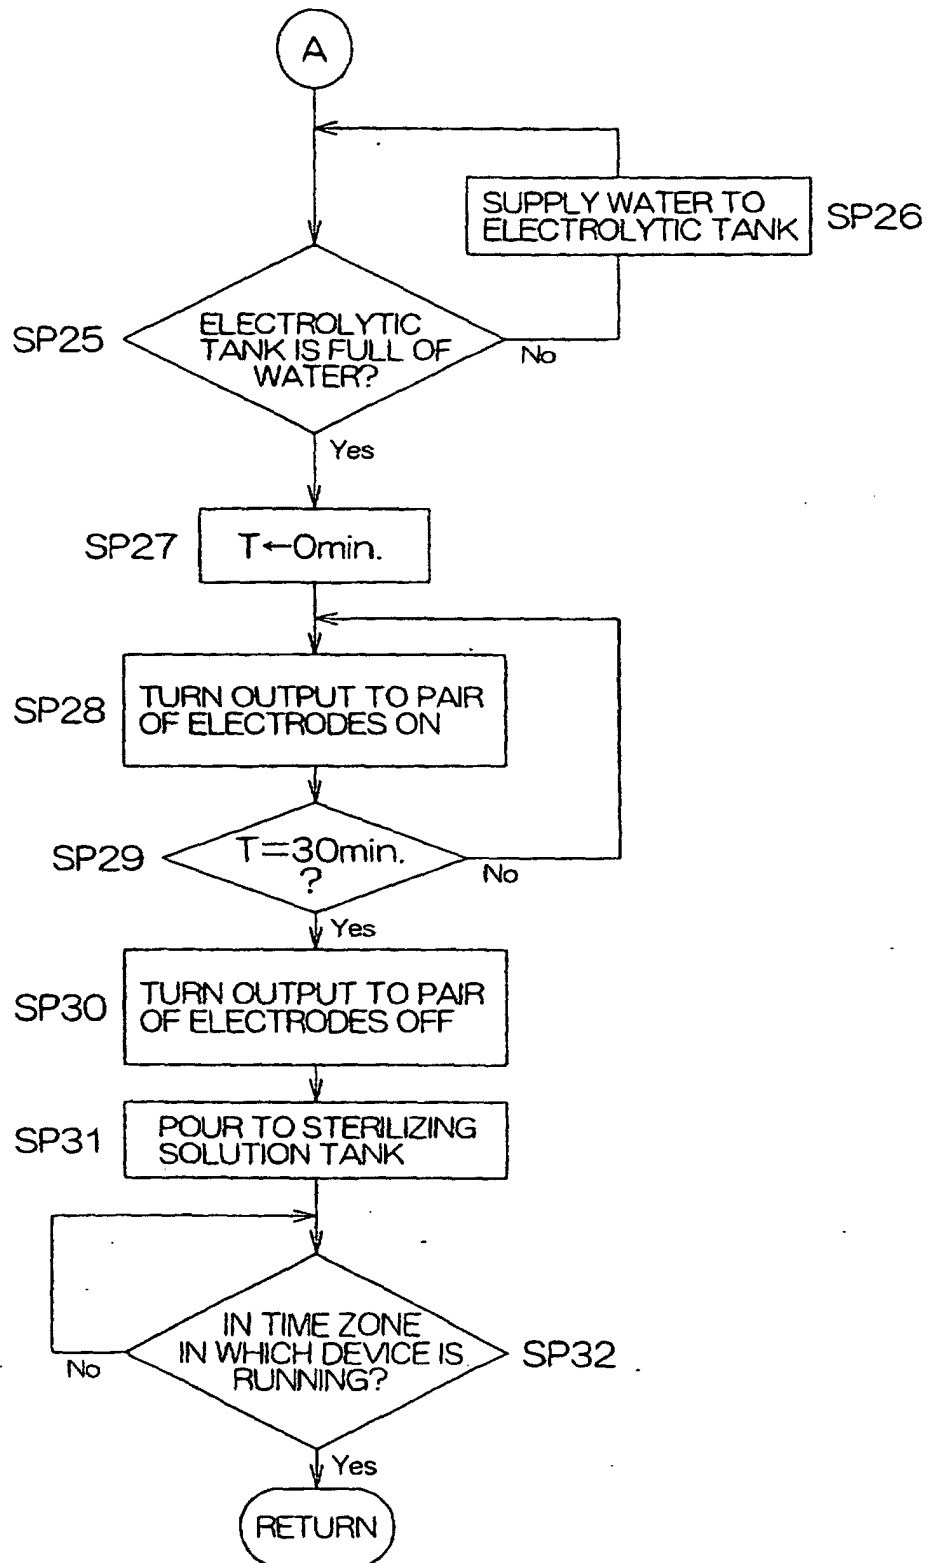 A
SUPPLY WATER TO
ELECTROLYTIC TANK
SP26
SP25
ELECTROLYTIC
TANK IS FULL OF
WATER?
No
Yes
SP27
T←0min.
SP28
TURN OUTPUT TO PAIR
OF ELECTRODES ON
SP29
T=30min.
?
No
Yes
SP30
TURN OUTPUT TO PAIR
OF ELECTRODES OFF
SP31
POUR TO STERILIZING
SOLUTION TANK
IN TIME ZONE
IN WHICH DEVICE IS
RUNNING?
SP32
No
Yes
RETURN